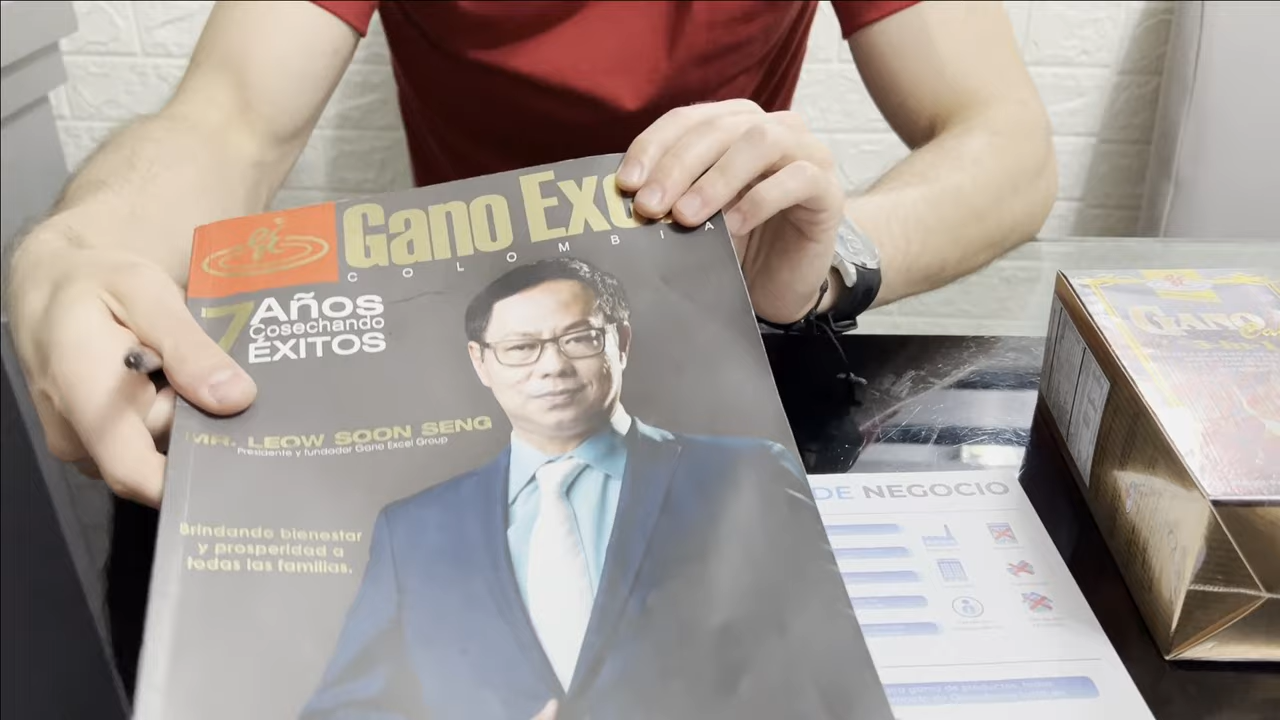 Gano Exc
COLOMBIA
7 AÑOS
Cosechando
ÉXITOS
MR. LEOW SOON SENG
Presidente y fundador Gano Excel Group
Brindando bienestar
y prosperidad a
todas las familias.
DE NEGOCIO
GANO